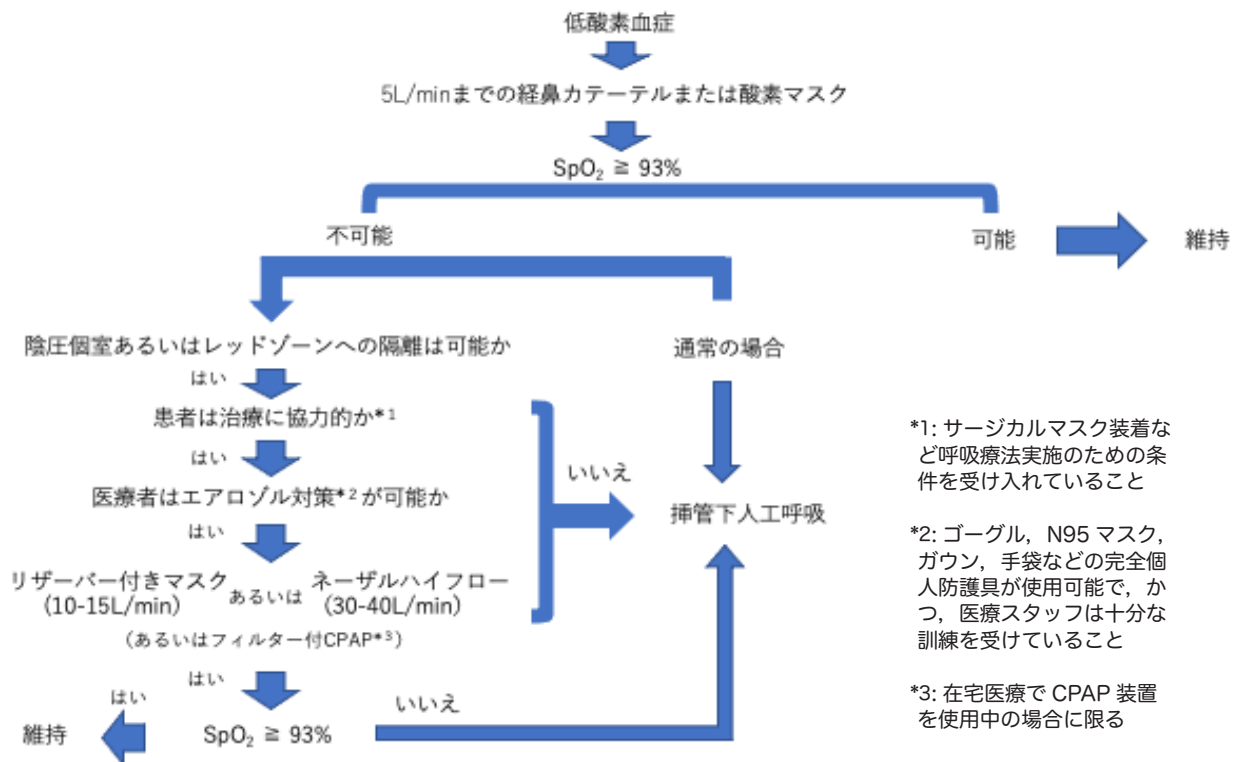 低酸素血症
5L/minまでの経鼻カテーテルまたは酸素マスク
SpO₂ ≧ 93%
不可能
可能
維持
陰圧個室あるいはレッドゾーンへの隔離は可能か
通常の場合
はい
患者は治療に協力的か*1
はい
いいえ
医療者はエアロゾル対策*2が可能か
挿管下人工呼吸
はい
リザーバー付きマスク
(10-15L/min)
あるいは
ネーザルハイフロー
(30-40L/min)
(あるいはフィルター付CPAP*3)
はい
はい
いいえ
維持
SpO₂ ≧ 93%
*1: サージカルマスク装着な
ど呼吸療法実施のための条
件を受け入れていること
*2: ゴーグル，N95 マスク，
ガウン，手袋などの完全個
人防護具が使用可能で，か
つ，医療スタッフは十分な
訓練を受けていること
*3: 在宅医療で CPAP 装置
を使用中の場合に限る